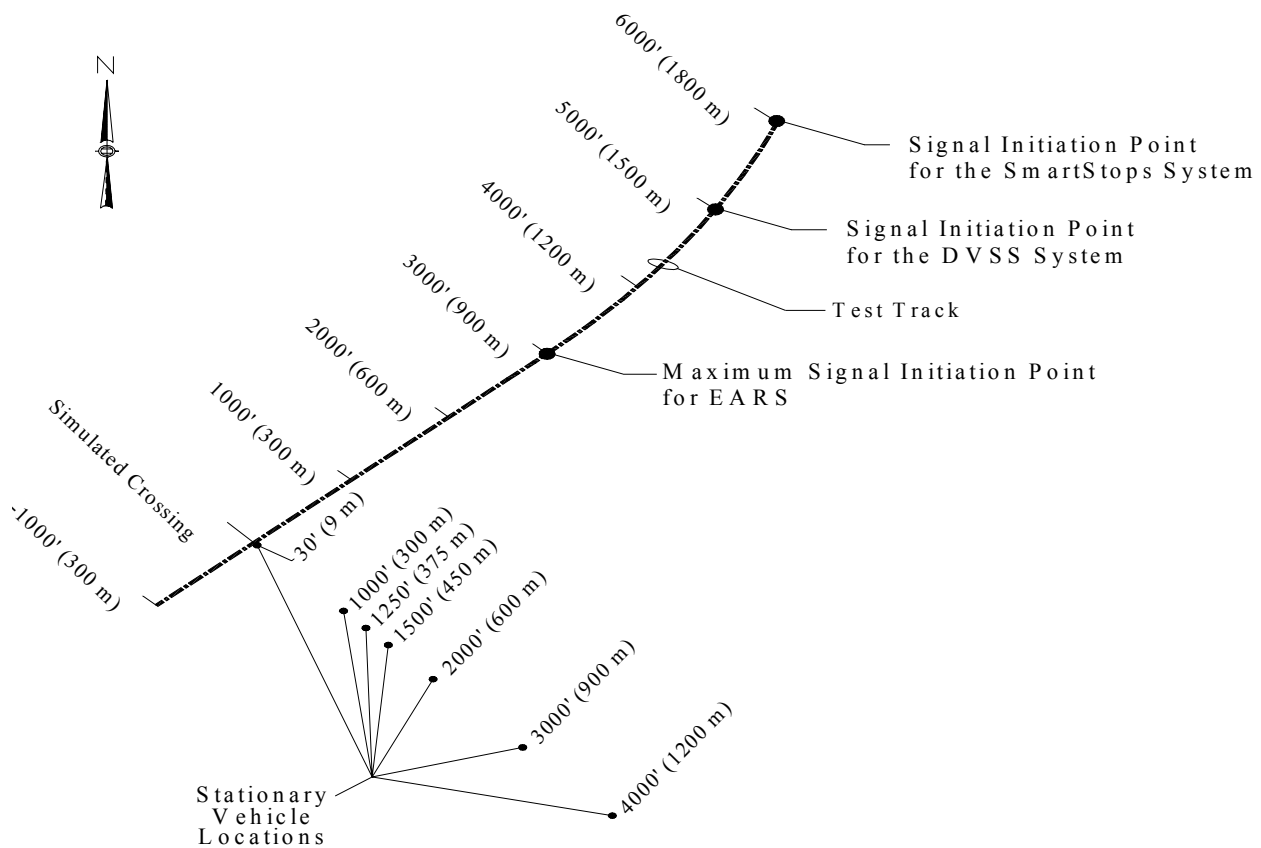 N
6000' (1800 m)
5000' (1500 m)
4000' (1200 m)
3000' (900 m)
2000' (600 m)
1000' (300 m)
Simulated Crossing
-1000' (300 m)
Signal Initiation Point
for the SmartStops System
Signal Initiation Point
for the DVSS System
Test Track
Maximum Signal Initiation Point
for EARS
30' (9 m)
1000' (300 m)
1250' (375 m)
1500' (450 m)
2000' (600 m)
3000' (900 m)
4000' (1200 m)
Stationary
Vehicle
Locations